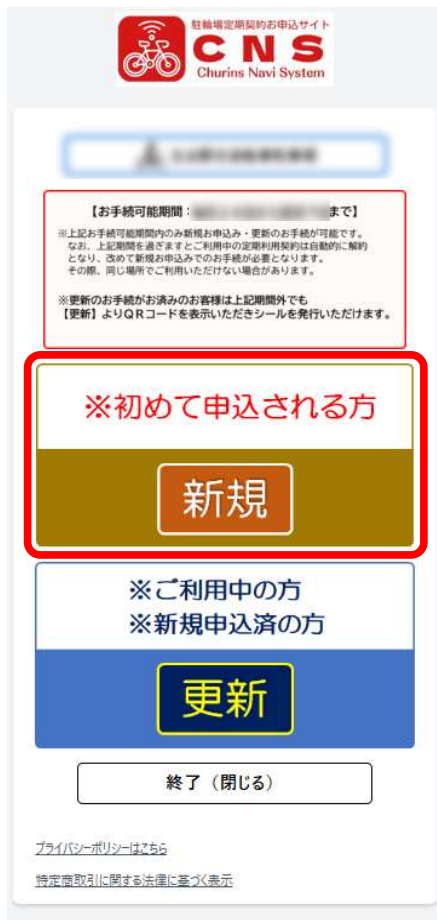 駐輪場定期契約お申込サイト
CNS
Churins Navi System
【お手続可能期間：まで】
※上記お手続可能期間内のみ新規お申込み・更新のお手続が可能です。
なお、上記期間を過ぎますとご利用中の定期利用契約は自動的に解約
となり、改めて新規お申込みでのお手続が必要となります。
その際、同じ場所でご利用いただけない場合があります。
※更新のお手続がお済みのお客様は上記期間外でも
【更新】よりＱＲコードを表示いただきシールを発行いただけます。
※初めて申込される方
新規
※ご利用中の方
※新規申込済の方
更新
終了（閉じる）
プライバシーポリシーはこちら
特定商取引に関する法律に基づく表示